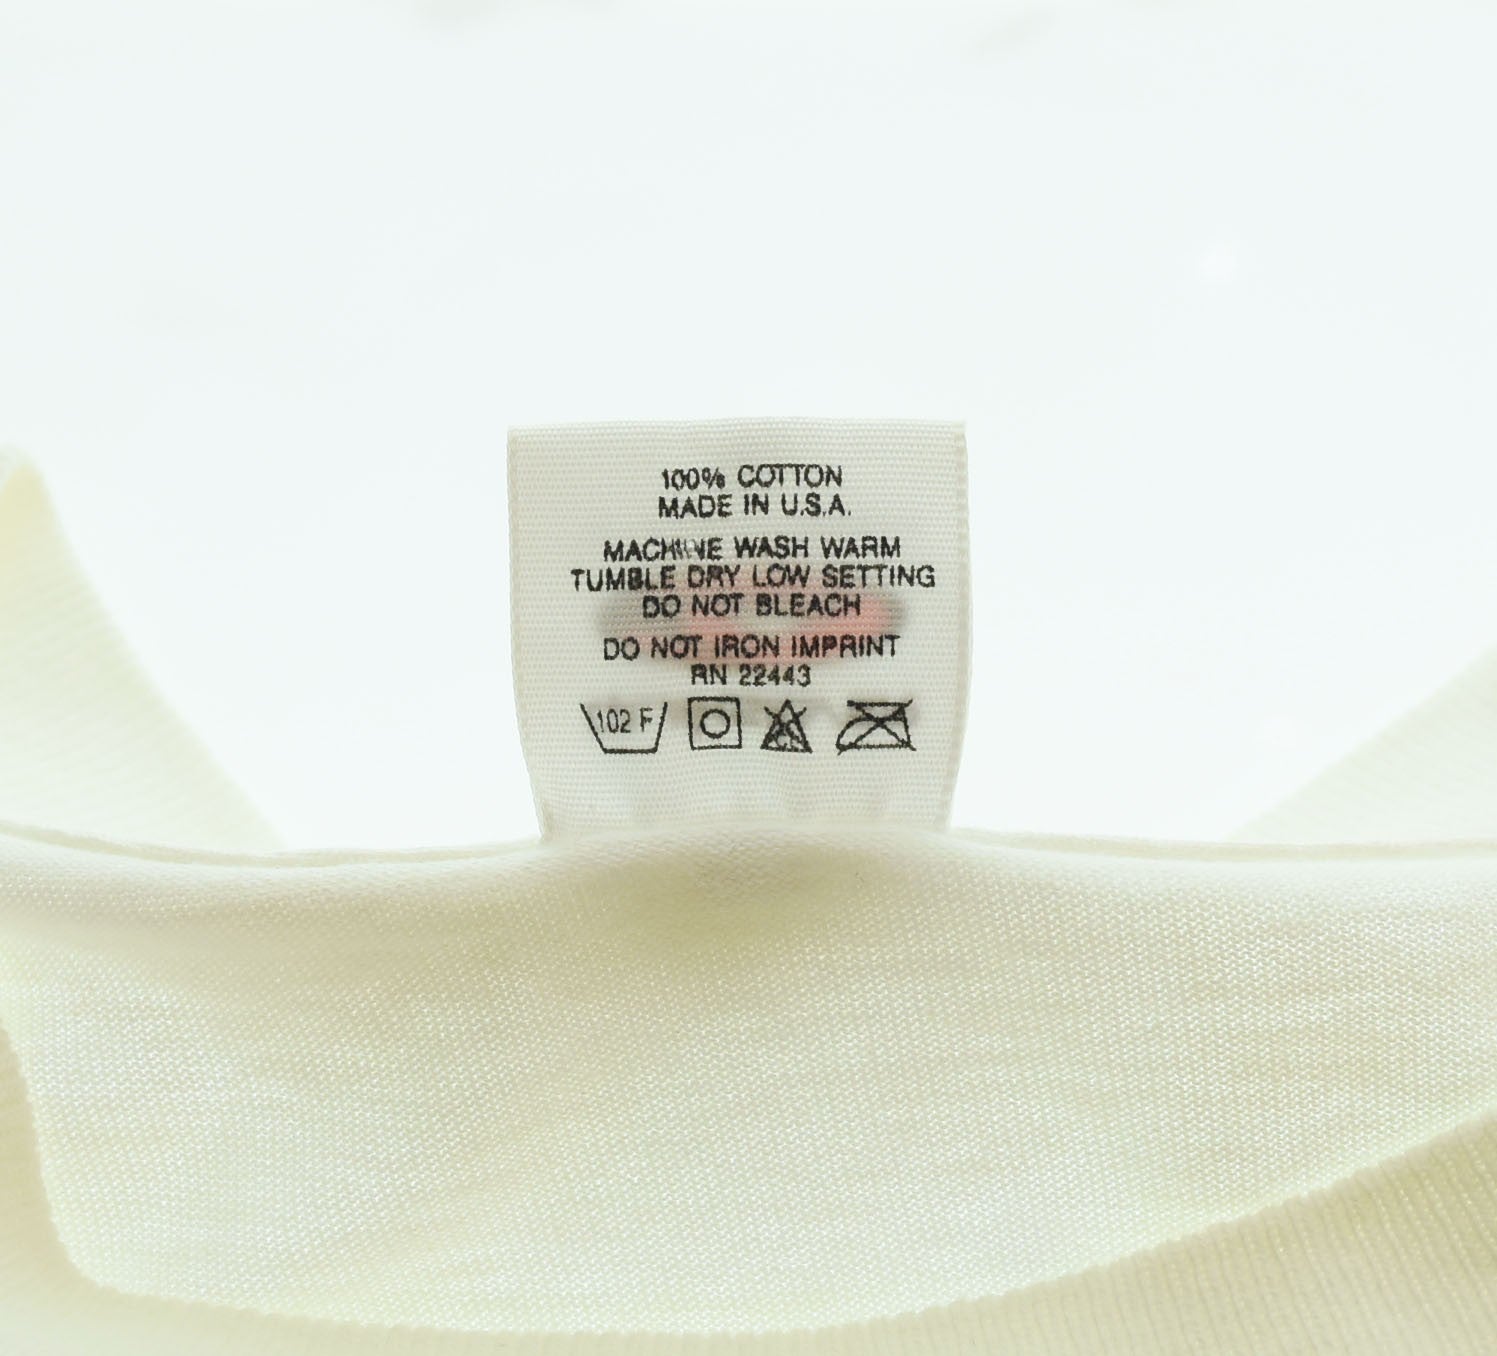 100% COTTON
MADE IN U.S.A.
MACHINE WASH WARM
TUMBLE DRY LOW SETTING
DO NOT BLEACH
DO NOT IRON IMPRINT
RN 22443
102 F